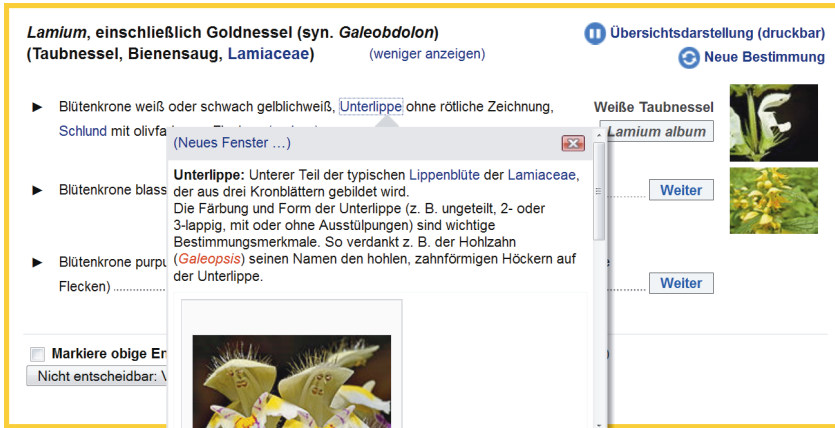 Lamium, einschließlich Goldnessel (syn. Galeobdolon)
(Taubnessel, Bienensaug, Lamiaceae) (weniger anzeigen)
Übersichtsdarstellung (druckbar)
Neue Bestimmung
► Blütenkrone weiß oder schwach gelblichweiß, Unterlippe ohne rötliche Zeichnung,
Schlund mit
Weiße Taubnessel
Lamium album
(Neues Fenster ...)
Unterlippe: Unterer Teil der typischen Lippenblüte der Lamiaceae,
der aus drei Kronblättern gebildet wird.
Die Färbung und Form der Unterlippe (z. B. ungeteilt, 2- oder
3-lappig, mit oder ohne Ausstülpungen) sind wichtige
Bestimmungsmerkmale. So verdankt z. B. der Hohlzahn
(Galeopsis) seinen Namen den hohlen, zahnförmigen Höckern auf
der Unterlippe.
► Blütenkrone blass
Weiter
► Blütenkrone purpu
Flecken)
Weiter
Markiere obige En
Nicht entscheidbar: V